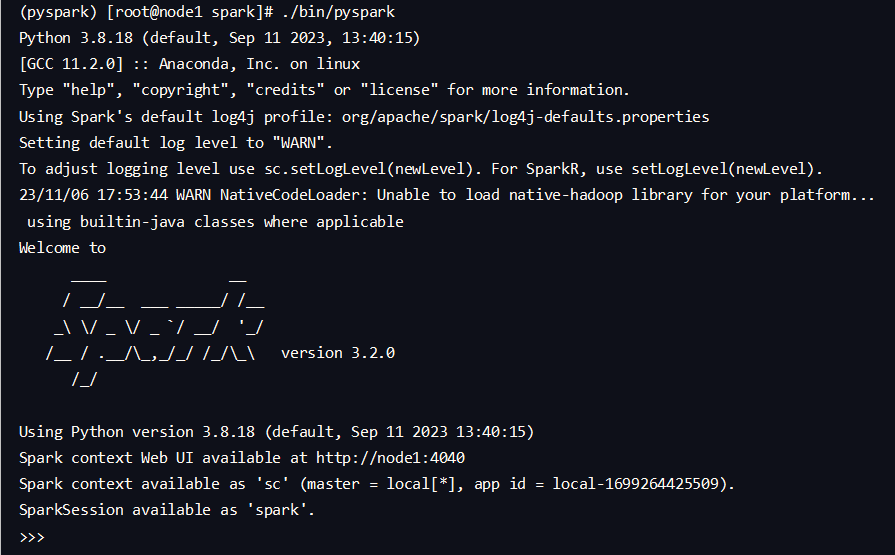 (pyspark) [root@node1 spark]# ./bin/pyspark
Python 3.8.18 (default, Sep 11 2023, 13:40:15)
[GCC 11.2.0] :: Anaconda, Inc. on linux
Type "help", "copyright", "credits" or "license" for more information.
Using Spark's default log4j profile: org/apache/spark/log4j-defaults.properties
Setting default log level to "WARN".
To adjust logging level use sc.setLogLevel(newLevel). For SparkR, use setLogLevel(newLevel).
23/11/06 17:53:44 WARN NativeCodeLoader: Unable to load native-hadoop library for your platform...
 using builtin-java classes where applicable
Welcome to
      ____              __
     / __/__  ___ _____/ /__
    _\ \/ _ \/ _ `/ __/  '_/
   /__ / .__/\_,_/_/ /_/\_\   version 3.2.0
      /_/
Using Python version 3.8.18 (default, Sep 11 2023 13:40:15)
Spark context Web UI available at http://node1:4040
Spark context available as 'sc' (master = local[*], app id = local-1699264425509).
SparkSession available as 'spark'.
>>>